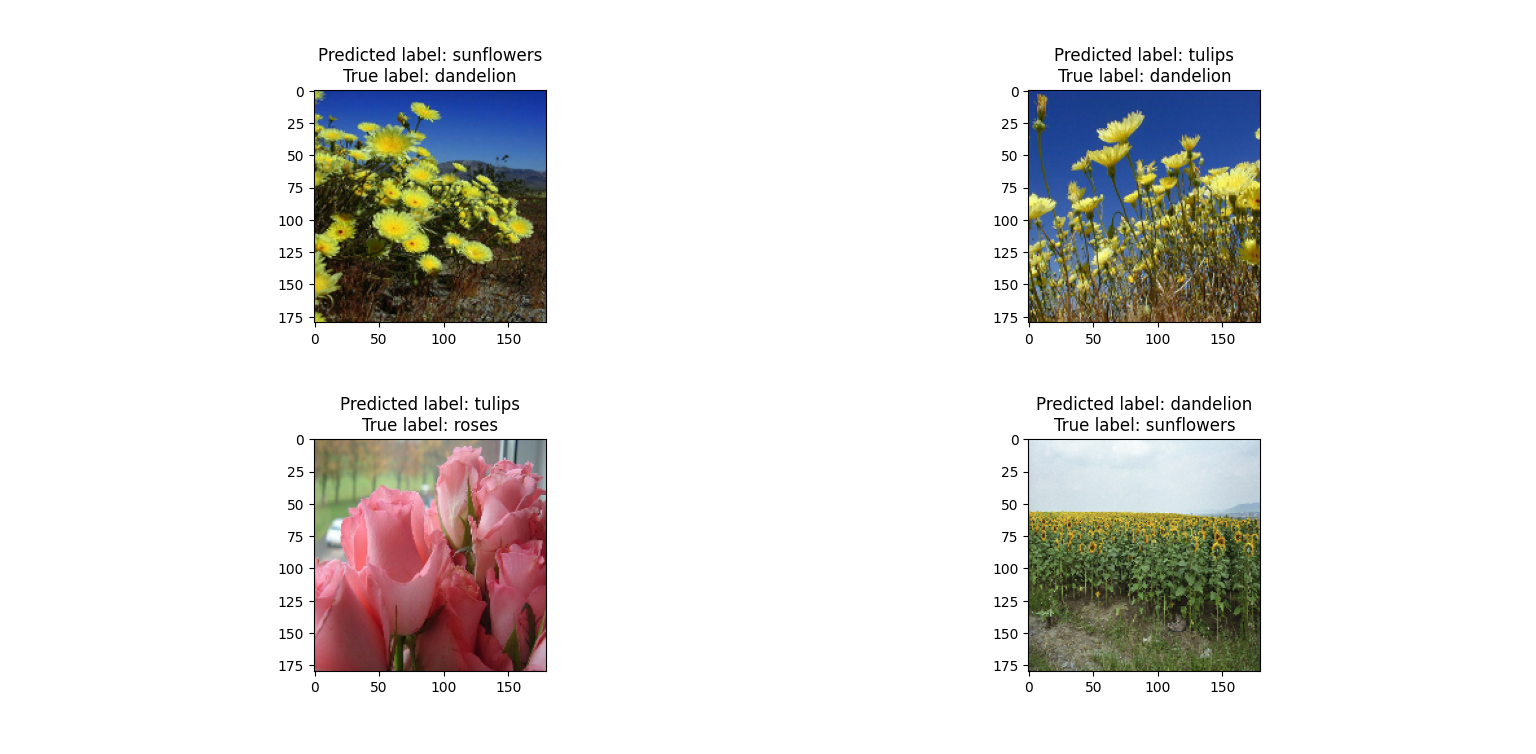 Predicted label: sunflowers
True label: dandelion
0
25
50
75
100
125
150
175
0 50 100 150
Predicted label: tulips
True label: dandelion
0
25
50
75
100
125
150
175
0 50 100 150
Predicted label: tulips
True label: roses
0
25
50
75
100
125
150
175
0 50 100 150
Predicted label: dandelion
True label: sunflowers
0
25
50
75
100
125
150
175
0 50 100 150